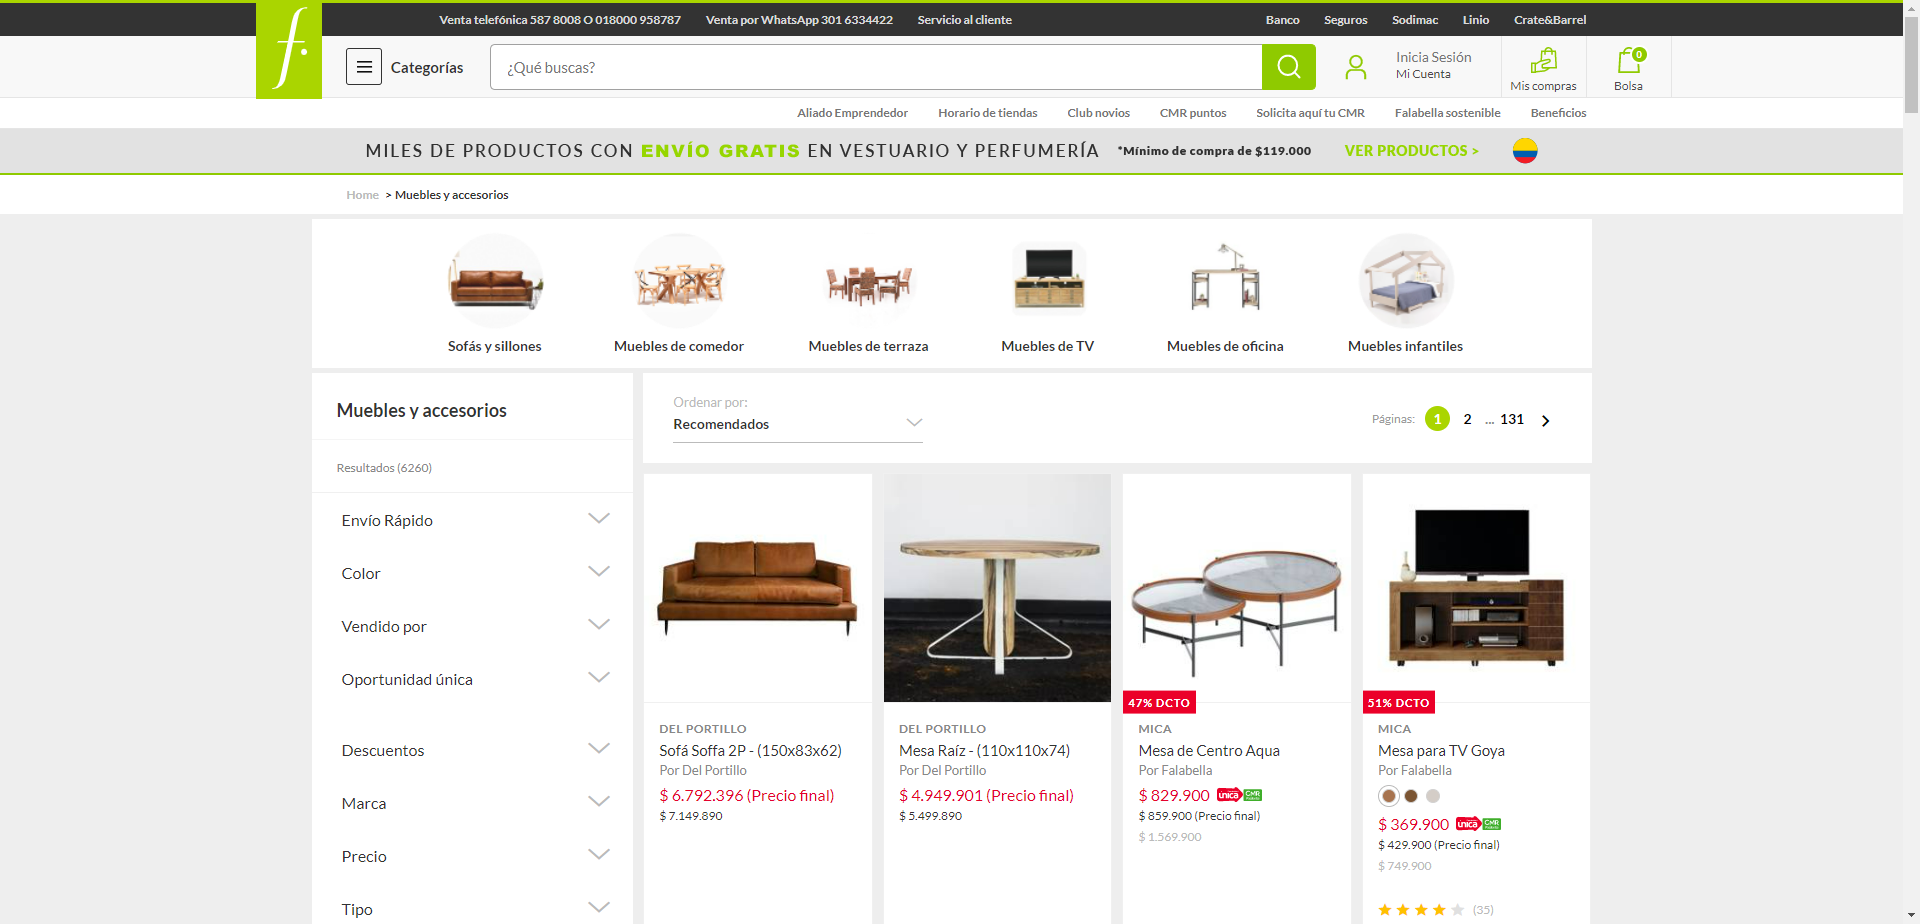 Venta telefónica 587 8008 O 018000 958787 Venta por WhatsApp 301 6334422 Servicio al cliente Banco Seguros Sodimac Linio Crate&Barrel
f.
Categorías ¿Qué buscas? Inicia Sesión
Mi Cuenta
Mis compras
0
Bolsa
Aliado Emprendedor Horario de tiendas Club novios CMR puntos Solicita aquí tu CMR Falabella sostenible Beneficios
MILES DE PRODUCTOS CON ENVÍO GRATIS EN VESTUARIO Y PERFUMERÍA *Mínimo de compra de $119.000 VER PRODUCTOS >
Home > Muebles y accesorios
Sofás y sillones Muebles de comedor Muebles de terraza Muebles de TV Muebles de oficina Muebles infantiles
Muebles y accesorios
Resultados (6260)
Envío Rápido
Color
Vendido por
Oportunidad única
Descuentos
Marca
Precio
Tipo
Ordenar por:
Recomendados
Páginas: 1 2 ... 131
DEL PORTILLO
Sofá Soffa 2P - (150x83x62)
Por Del Portillo
$ 6.792.396 (Precio final)
$ 7.149.890
DEL PORTILLO
Mesa Raíz - (110x110x74)
Por Del Portillo
$ 4.949.901 (Precio final)
$ 5.499.890
47% DCTO
MICA
Mesa de Centro Aqua
Por Falabella
$ 829.900 única CMR
$ 859.900 (Precio final)
$ 1.569.900
51% DCTO
MICA
Mesa para TV Goya
Por Falabella
$ 369.900 única CMR
$ 429.900 (Precio final)
$ 749.900
(35)